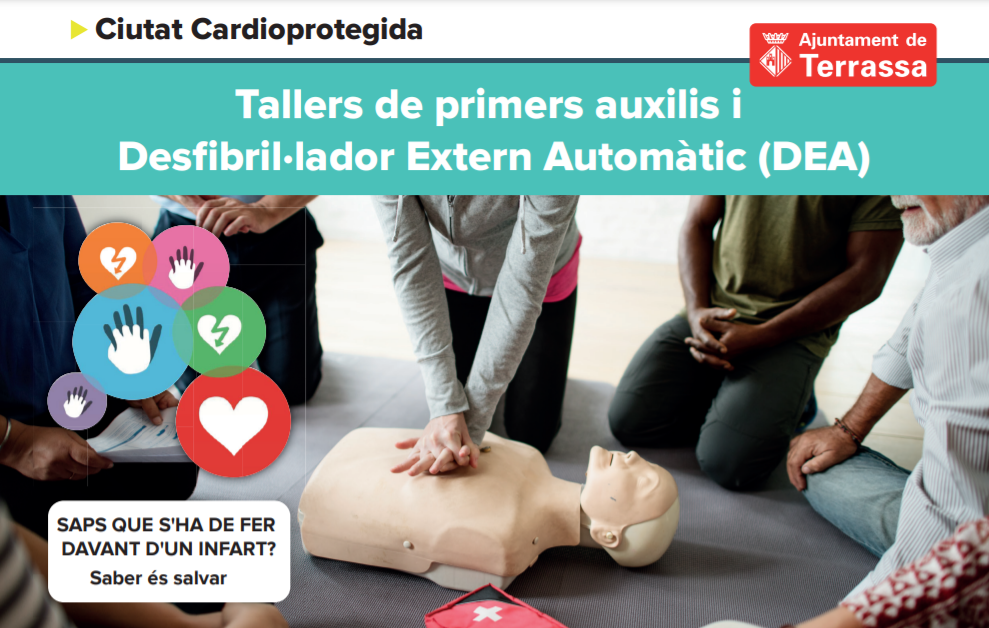 Ciutat Cardioprotegida
Ajuntament de
Terrassa
Tallers de primers auxilis i
Desfibril·lador Extern Automàtic (DEA)
SAPS QUE S'HA DE FER
DAVANT D'UN INFART?
Saber és salvar